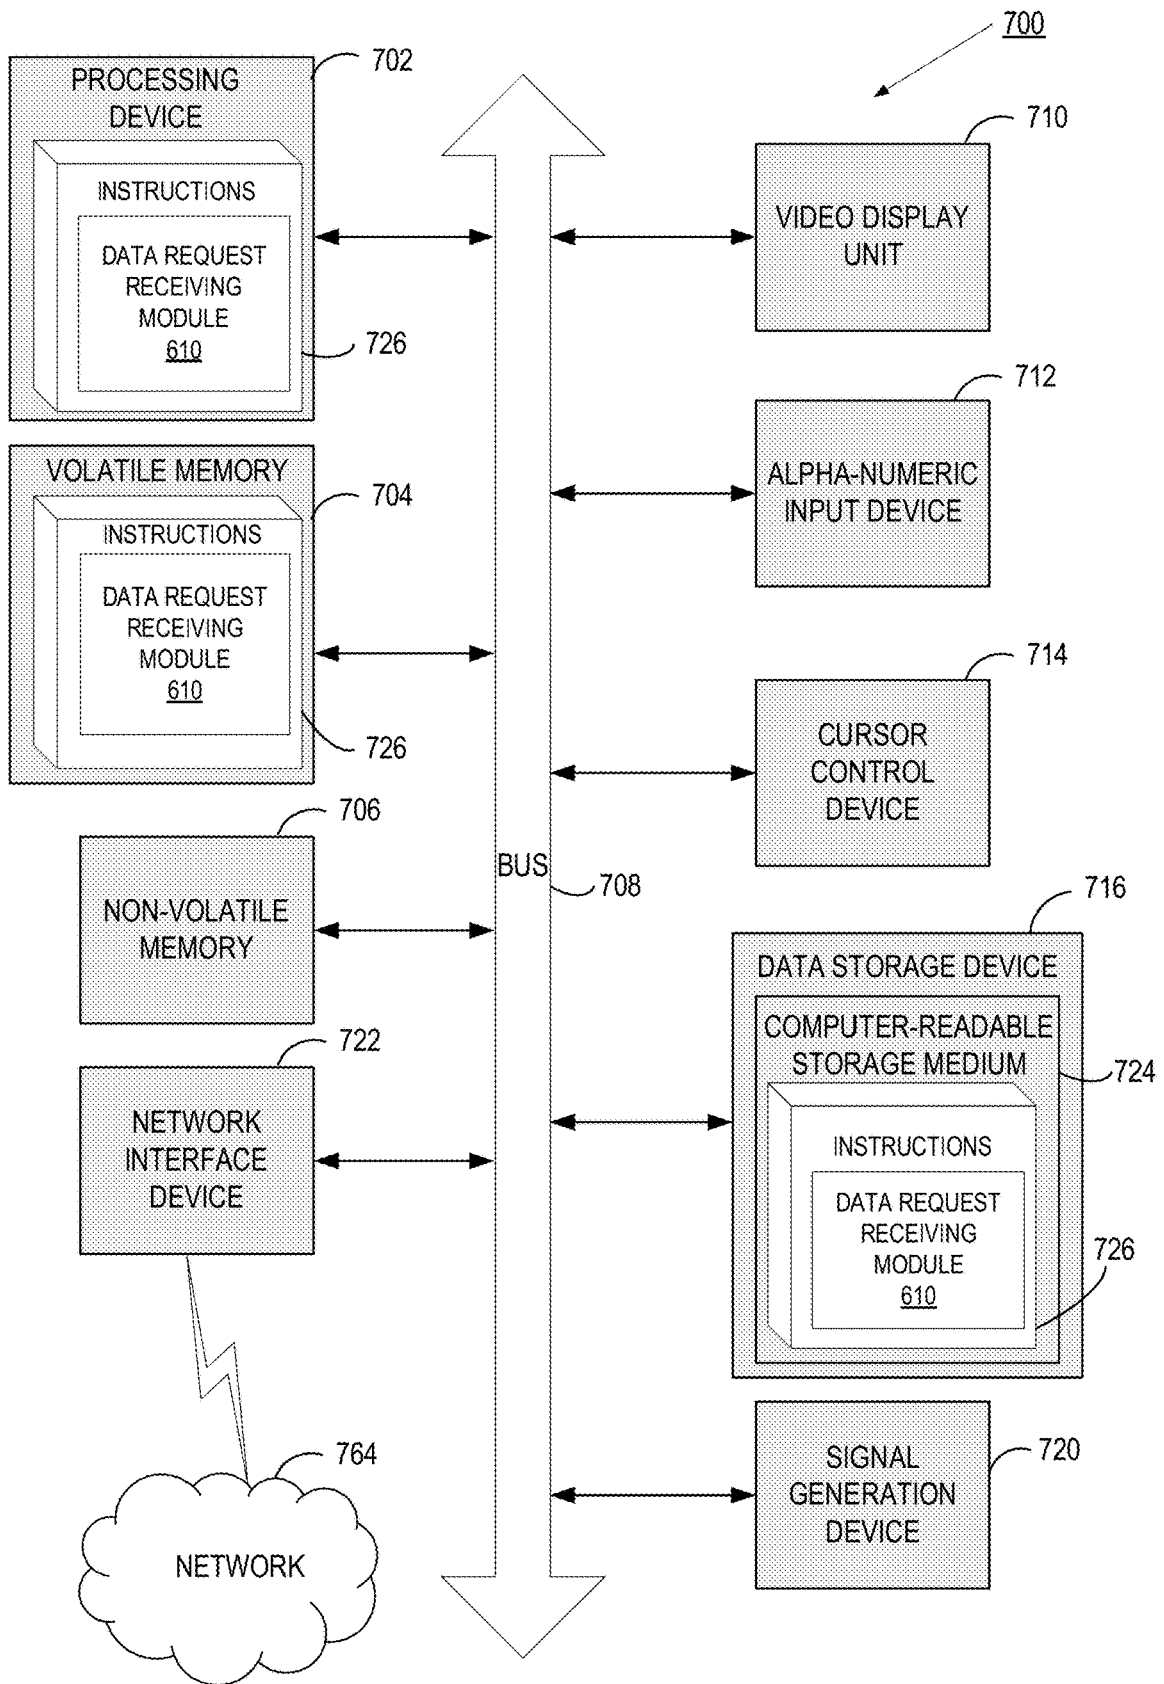 700
702
PROCESSING
DEVICE
INSTRUCTIONS
DATA REQUEST
RECEIVING
MODULE
610
726
VOLATILE MEMORY
704
INSTRUCTIONS
DATA REQUEST
RECEIVING
MODULE
610
726
706
NON-VOLATILE
MEMORY
722
NETWORK
INTERFACE
DEVICE
764
NETWORK
BUS
708
710
VIDEO DISPLAY
UNIT
712
ALPHA-NUMERIC
INPUT DEVICE
714
CURSOR
CONTROL
DEVICE
716
DATA STORAGE DEVICE
COMPUTER-READABLE
STORAGE MEDIUM
724
INSTRUCTIONS
DATA REQUEST
RECEIVING
MODULE
610
726
SIGNAL
GENERATION
DEVICE
720